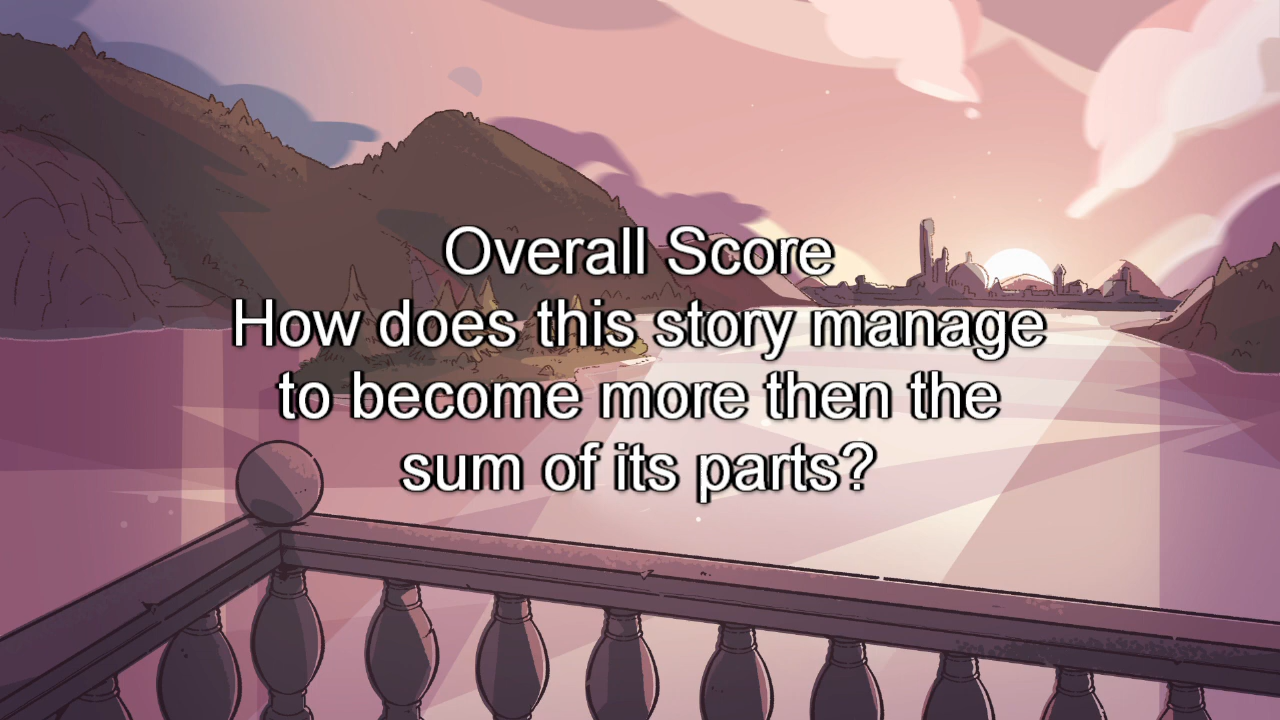 Overall Score
How does this story manage
to become more then the
sum of its parts?